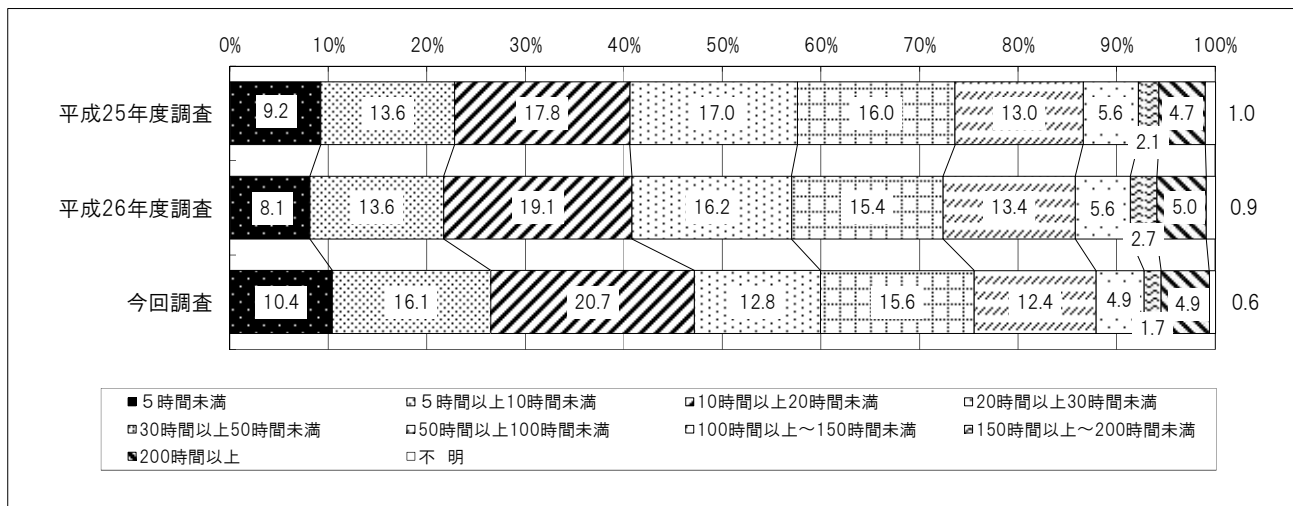 0% 10% 20% 30% 40% 50% 60% 70% 80% 90% 100%
平成25年度調査 9.2 13.6 17.8 17.0 16.0 13.0 5.6 2.1 4.7 1.0
平成26年度調査 8.1 13.6 19.1 16.2 15.4 13.4 5.6 2.7 5.0 0.9
今回調査 10.4 16.1 20.7 12.8 15.6 12.4 4.9 1.7 4.9 0.6
５時間未満 ５時間以上10時間未満 10時間以上20時間未満 20時間以上30時間未満
30時間以上50時間未満 50時間以上100時間未満 100時間以上～150時間未満 150時間以上～200時間未満
200時間以上 不　明